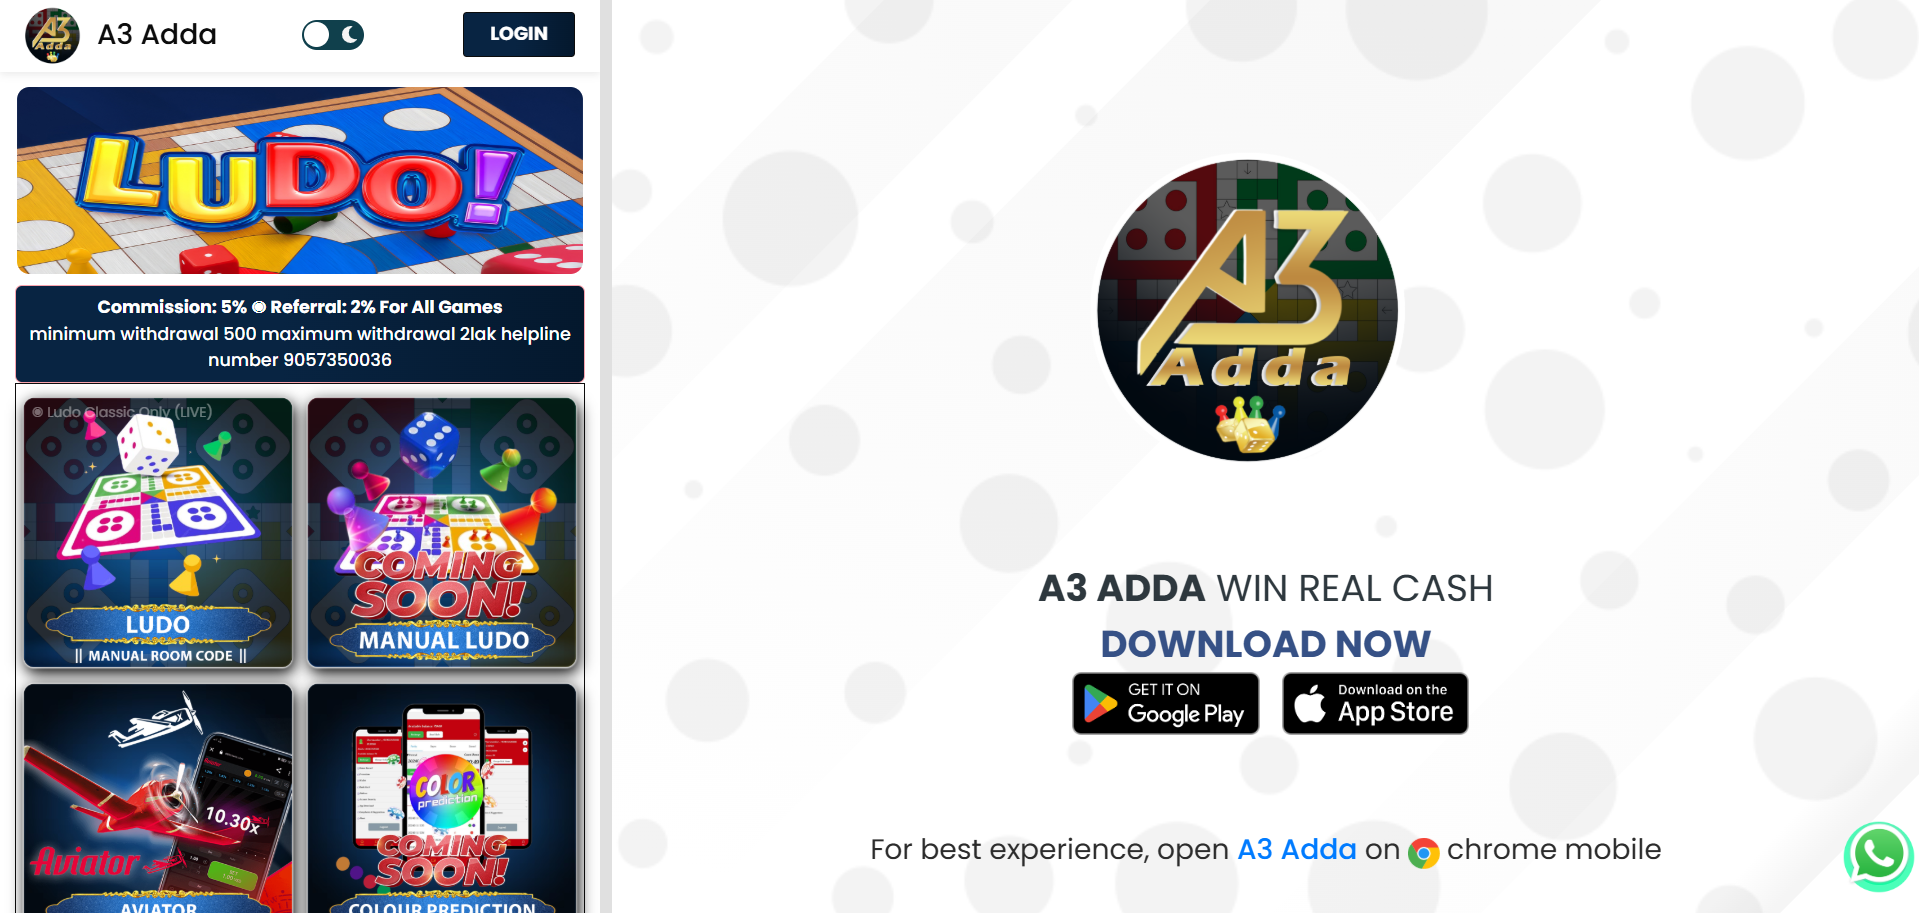 A3 Adda
A3 Adda
LOGIN
LUDO!
Commission: 5% ◉ Referral: 2% For All Games
minimum withdrawal 500 maximum withdrawal 2lak helpline
number 9057350036
◉ Ludo Classic Only (LIVE)
LUDO
|| MANUAL ROOM CODE ||
COMING
SOON!
MANUAL LUDO
10.30x
Aviator
AVIATOR
COLOR
prediction
COMING
SOON!
COLOUR PREDICTION
A3
Adda
A3 ADDA WIN REAL CASH
DOWNLOAD NOW
GET IT ON
Google Play
Download on the
App Store
For best experience, open A3 Adda on chrome mobile